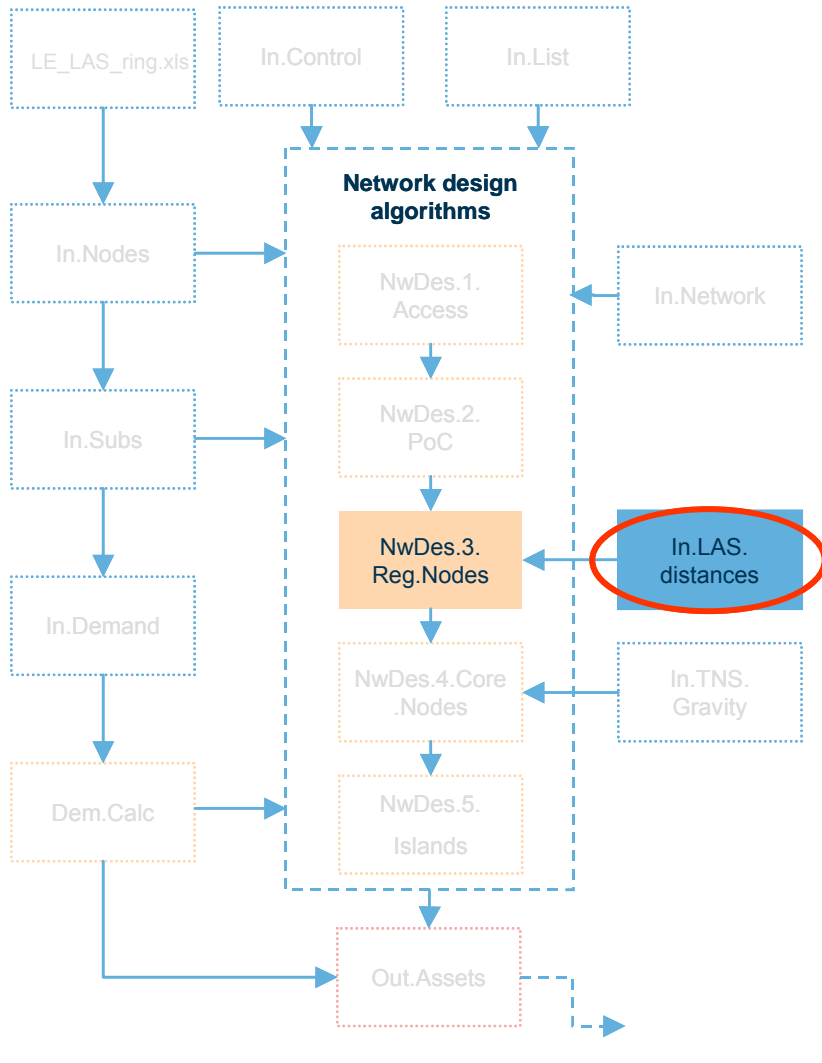 LE_LAS_ring.xls
In.Control
In.List
Network design
algorithms
In.Nodes
NwDes.1.
Access
In.Network
NwDes.2.
PoC
In.Subs
NwDes.3.
Reg.Nodes
In.LAS.
distances
In.Demand
NwDes.4.Core
.Nodes
In.TNS.
Gravity
Dem.Calc
NwDes.5.
Islands
Out.Assets